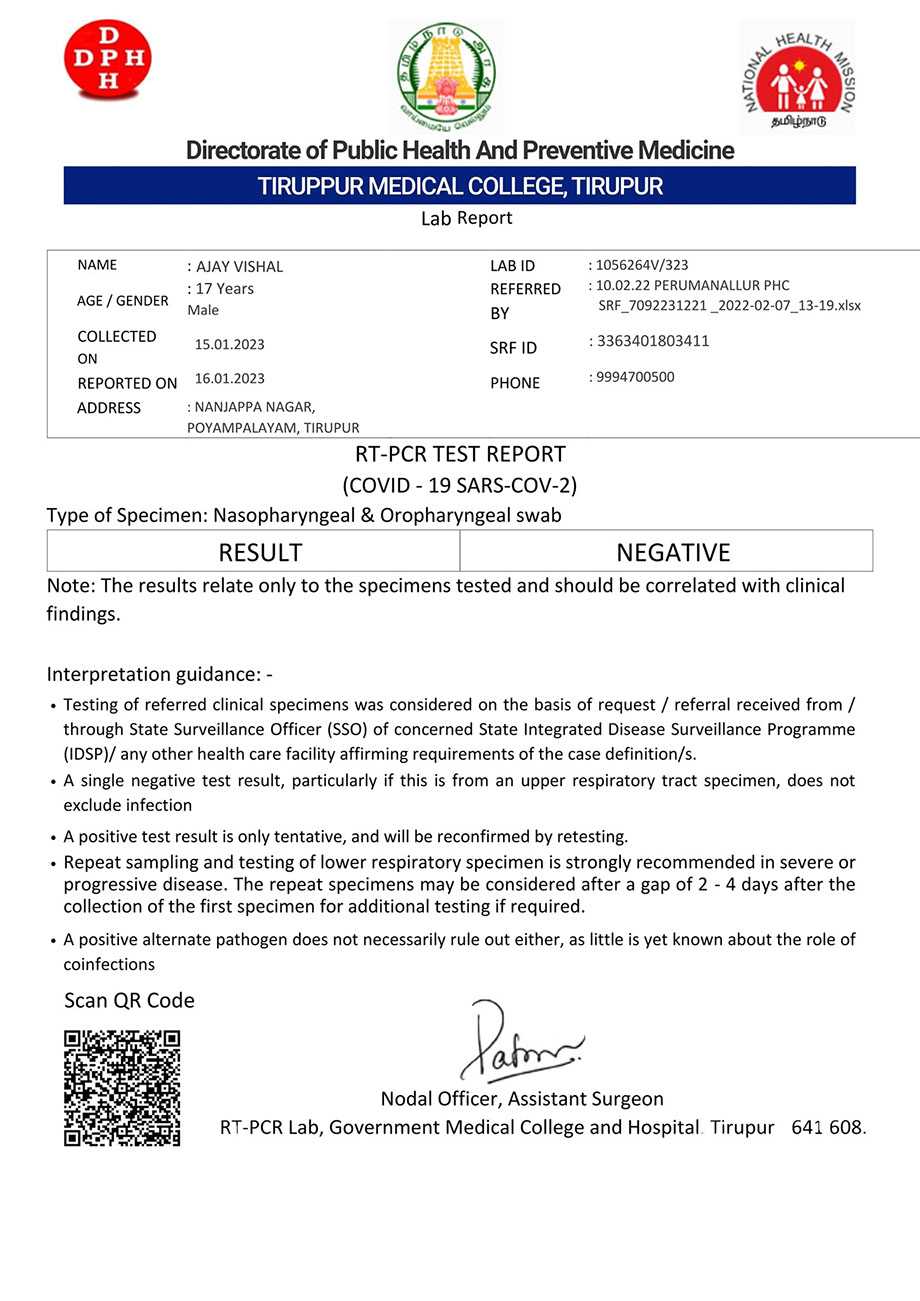 D
DPH
H
தமிழ்நாடு அரசு
வாய்மையே வெல்லும்
NATIONAL HEALTH MISSION
தமிழ்நாடு
Directorate of Public Health And Preventive Medicine
TIRUPPUR MEDICAL COLLEGE, TIRUPUR
Lab Report
NAME : AJAY VISHAL
AGE / GENDER : 17 Years
Male
COLLECTED ON 15.01.2023
REPORTED ON 16.01.2023
ADDRESS : NANJAPPA NAGAR,
POYAMPALAYAM, TIRUPUR
LAB ID : 1056264V/323
REFERRED BY : 10.02.22 PERUMANALLUR PHC
SRF_7092231221 _2022-02-07_13-19.xlsx
SRF ID : 3363401803411
PHONE : 9994700500
RT-PCR TEST REPORT
(COVID - 19 SARS-COV-2)
Type of Specimen: Nasopharyngeal & Oropharyngeal swab
RESULT NEGATIVE
Note: The results relate only to the specimens tested and should be correlated with clinical
findings.
Interpretation guidance: -
• Testing of referred clinical specimens was considered on the basis of request / referral received from /
through State Surveillance Officer (SSO) of concerned State Integrated Disease Surveillance Programme
(IDSP)/ any other health care facility affirming requirements of the case definition/s.
• A single negative test result, particularly if this is from an upper respiratory tract specimen, does not
exclude infection
• A positive test result is only tentative, and will be reconfirmed by retesting.
• Repeat sampling and testing of lower respiratory specimen is strongly recommended in severe or
progressive disease. The repeat specimens may be considered after a gap of 2 - 4 days after the
collection of the first specimen for additional testing if required.
• A positive alternate pathogen does not necessarily rule out either, as little is yet known about the role of
coinfections
Scan QR Code
Nodal Officer, Assistant Surgeon
RT-PCR Lab, Government Medical College and Hospital, Tirupur 641 608.